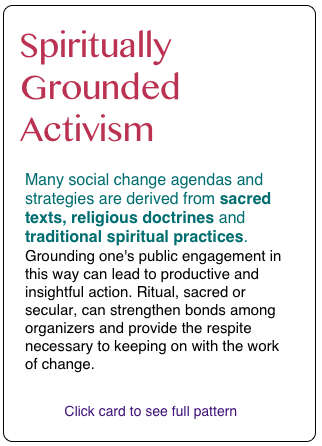 Spiritually
Grounded
Activism
Many social change agendas and
strategies are derived from sacred
texts, religious doctrines and
traditional spiritual practices.
Grounding one's public engagement in
this way can lead to productive and
insightful action. Ritual, sacred or
secular, can strengthen bonds among
organizers and provide the respite
necessary to keeping on with the work
of change.
Click card to see full pattern